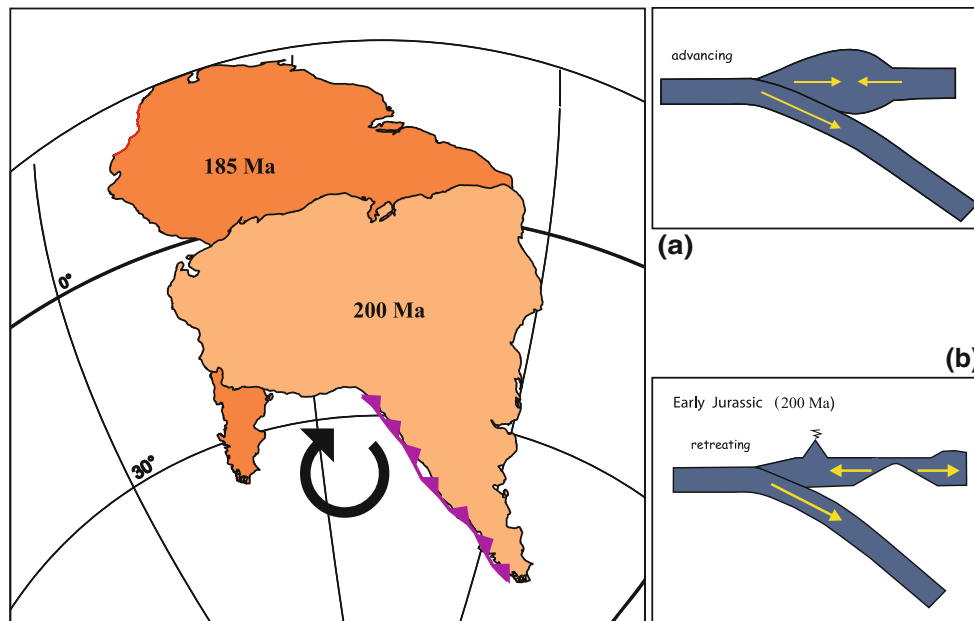 185 Ma
200 Ma
0°
30°
advancing
(a)
(b)
Early Jurassic (200 Ma)
retreating